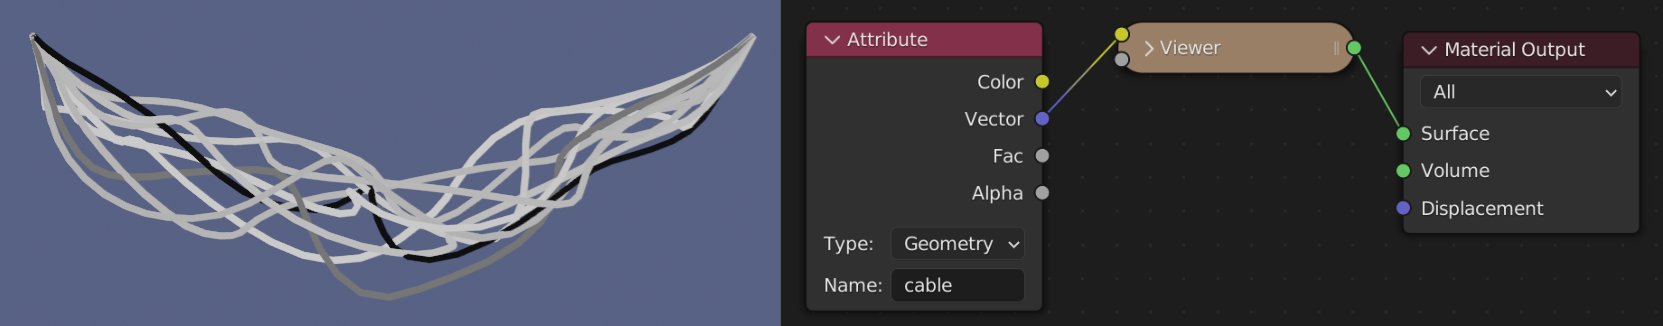 Attribute
Color
Vector
Fac
Alpha
Type: Geometry
Name: cable
Viewer
Material Output
All
Surface
Volume
Displacement